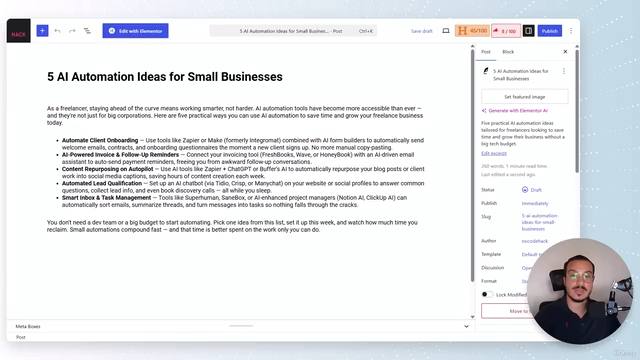 HACK
Edit with Elementor
5 AI Automation Ideas for Small Busines... · Post
Ctrl+K
Save draft
45/100
8 / 100
Publish
Post
Block
5 AI Automation Ideas for Small Businesses
5 AI Automation Ideas for
Small Businesses
Set featured image
Generate with Elementor AI
As a freelancer, staying ahead of the curve means working smarter, not harder. AI automation tools have become more accessible than ever —
and they're not just for big corporations. Here are five practical ways you can use AI automation to save time and grow your freelance business
today.
Automate Client Onboarding — Use tools like Zapier or Make (formerly Integromat) combined with AI form builders to automatically send
welcome emails, contracts, and onboarding questionnaires the moment a new client signs up. No more manual copy-pasting.
AI-Powered Invoice & Follow-Up Reminders — Connect your invoicing tool (FreshBooks, Wave, or HoneyBook) with an AI-driven email
assistant to auto-send payment reminders, freeing you from awkward follow-up conversations.
Content Repurposing on Autopilot — Use AI tools like Zapier + ChatGPT or Buffer's AI to automatically repurpose your blog posts or client
work into social media captions, saving hours of content creation each week.
Automated Lead Qualification — Set up an AI chatbot (via Tidio, Crisp, or Manychat) on your website or social profiles to answer common
questions, collect lead info, and even book discovery calls — all while you sleep.
Smart Inbox & Task Management — Tools like Superhuman, SaneBox, or AI-enhanced project managers (Notion AI, ClickUp AI) can
automatically sort emails, summarize threads, and turn messages into tasks so nothing falls through the cracks.
You don't need a dev team or a big budget to start automating. Pick one idea from this list, set it up this week, and watch how much time you
reclaim. Small automations compound fast — and that time is better spent on the work only you can do.
Five practical AI automation ideas
tailored for freelancers looking to save
time and grow their business without a
big tech budget.
Edit excerpt
260 words, 1 minute read time.
Last edited a second ago.
Status
Draft
Publish
Immediately
Slug
5-ai-automation-
ideas-for-small-
businesses
Author
nocodehack
Template
Discussion
Format
Lock Modified
Meta Boxes
Post